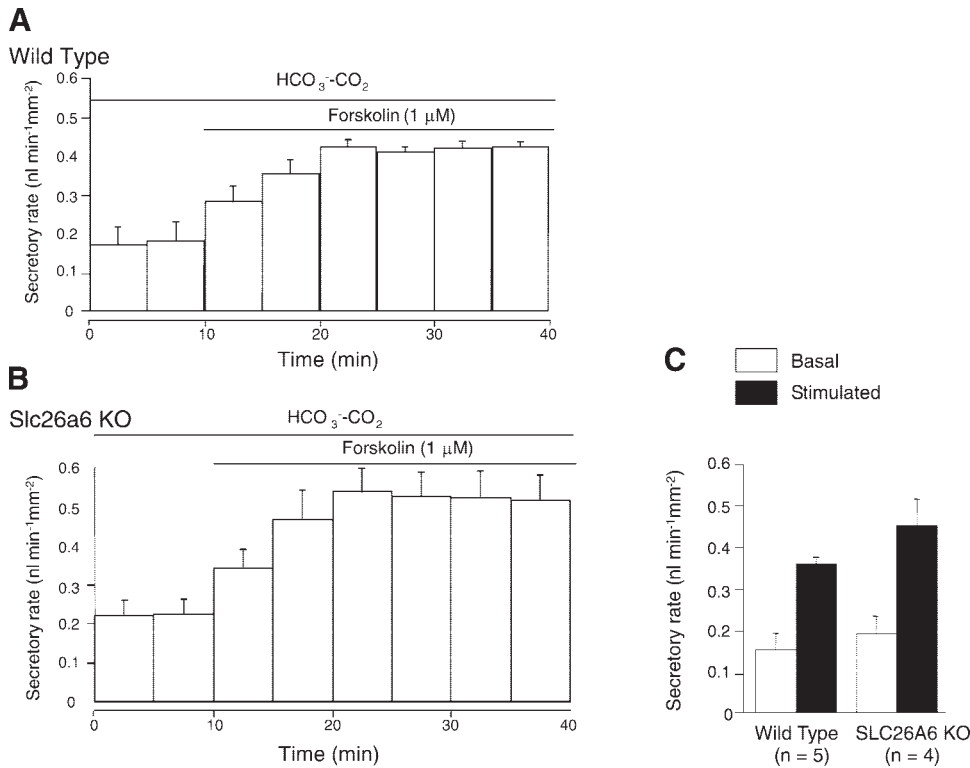 A
Wild Type
HCO₃⁻-CO₂
Forskolin (1 μM)
Secretory rate (nl min⁻¹mm⁻²)
0.6
0.5
0.4
0.3
0.2
0.1
0
0 10 20 30 40
Time (min)
B
Slc26a6 KO
HCO₃⁻-CO₂
Forskolin (1 μM)
Secretory rate (nl min⁻¹mm⁻²)
0.6
0.5
0.4
0.3
0.2
0.1
0
0 10 20 30 40
Time (min)
C
Basal
Stimulated
Secretory rate (nl min⁻¹mm⁻²)
0.6
0.5
0.4
0.3
0.2
0.1
0
Wild Type SLC26A6 KO
(n = 5) (n = 4)